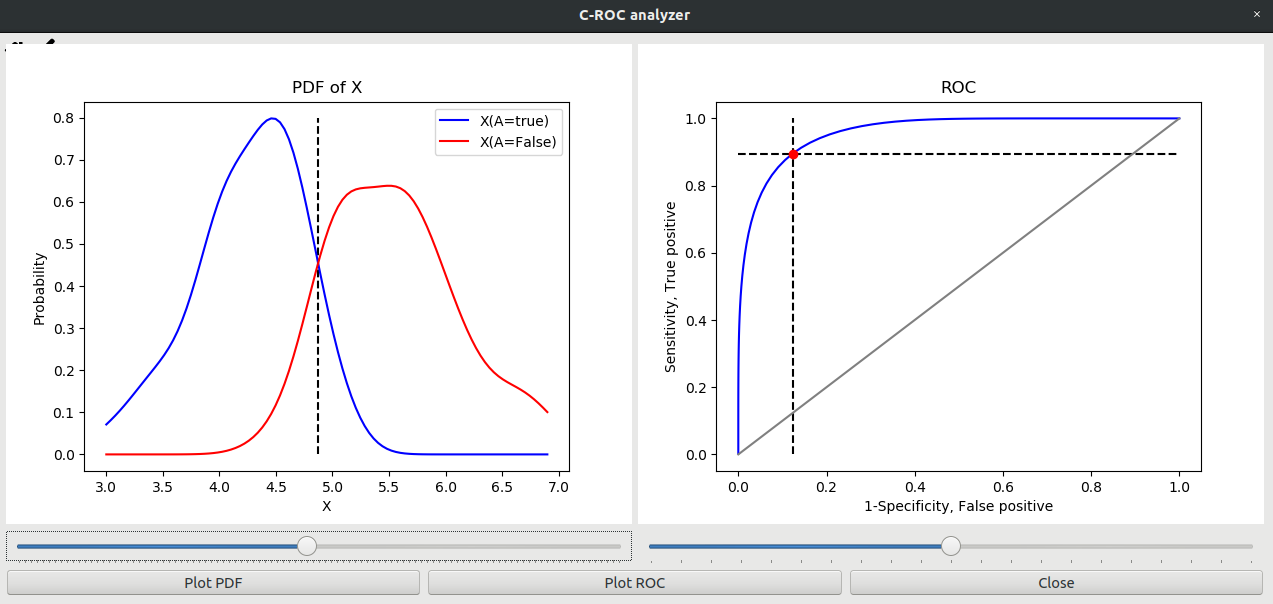 C-ROC analyzer ×
PDF of X
X(A=true)
X(A=False)
0.8
0.7
0.6
0.5
0.4
0.3
0.2
0.1
0.0
Probability
3.0 3.5 4.0 4.5 5.0 5.5 6.0 6.5 7.0
X
ROC
1.0
0.8
0.6
0.4
0.2
0.0
Sensitivity, True positive
0.0 0.2 0.4 0.6 0.8 1.0
1-Specificity, False positive
Plot PDF
Plot ROC
Close